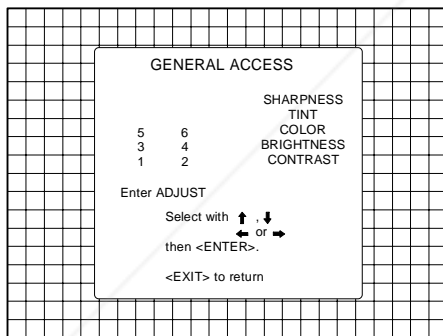 GENERAL ACCESS
SHARPNESS
TINT
5 6 COLOR
3 4 BRIGHTNESS
1 2 CONTRAST
Enter ADJUST
Select with ⬆ , ⬇
⬅ or ➡
then <ENTER>.
<EXIT> to return